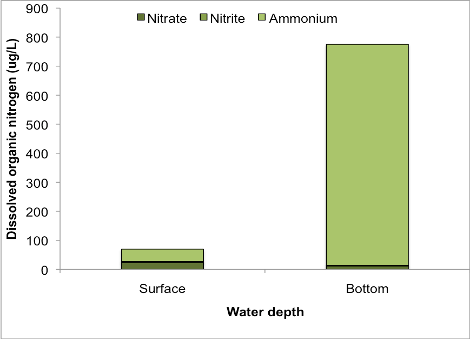 Nitrate Nitrite Ammonium
Dissolved organic nitrogen (ug/L)
900
800
700
600
500
400
300
200
100
0
Surface Bottom
Water depth